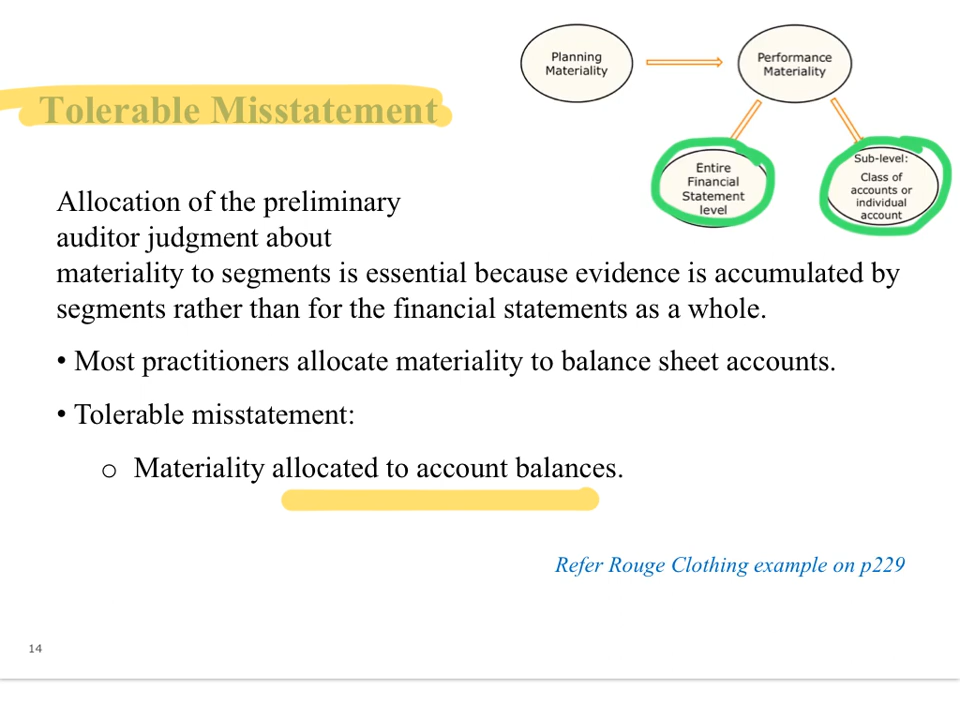 Planning
Materiality
Performance
Materiality
Tolerable Misstatement
Entire
Financial
Statement
level
Sub-level:
Class of
accounts or
individual
account
Allocation of the preliminary
auditor judgment about
materiality to segments is essential because evidence is accumulated by
segments rather than for the financial statements as a whole.
• Most practitioners allocate materiality to balance sheet accounts.
• Tolerable misstatement:
o Materiality allocated to account balances.
Refer Rouge Clothing example on p229
14